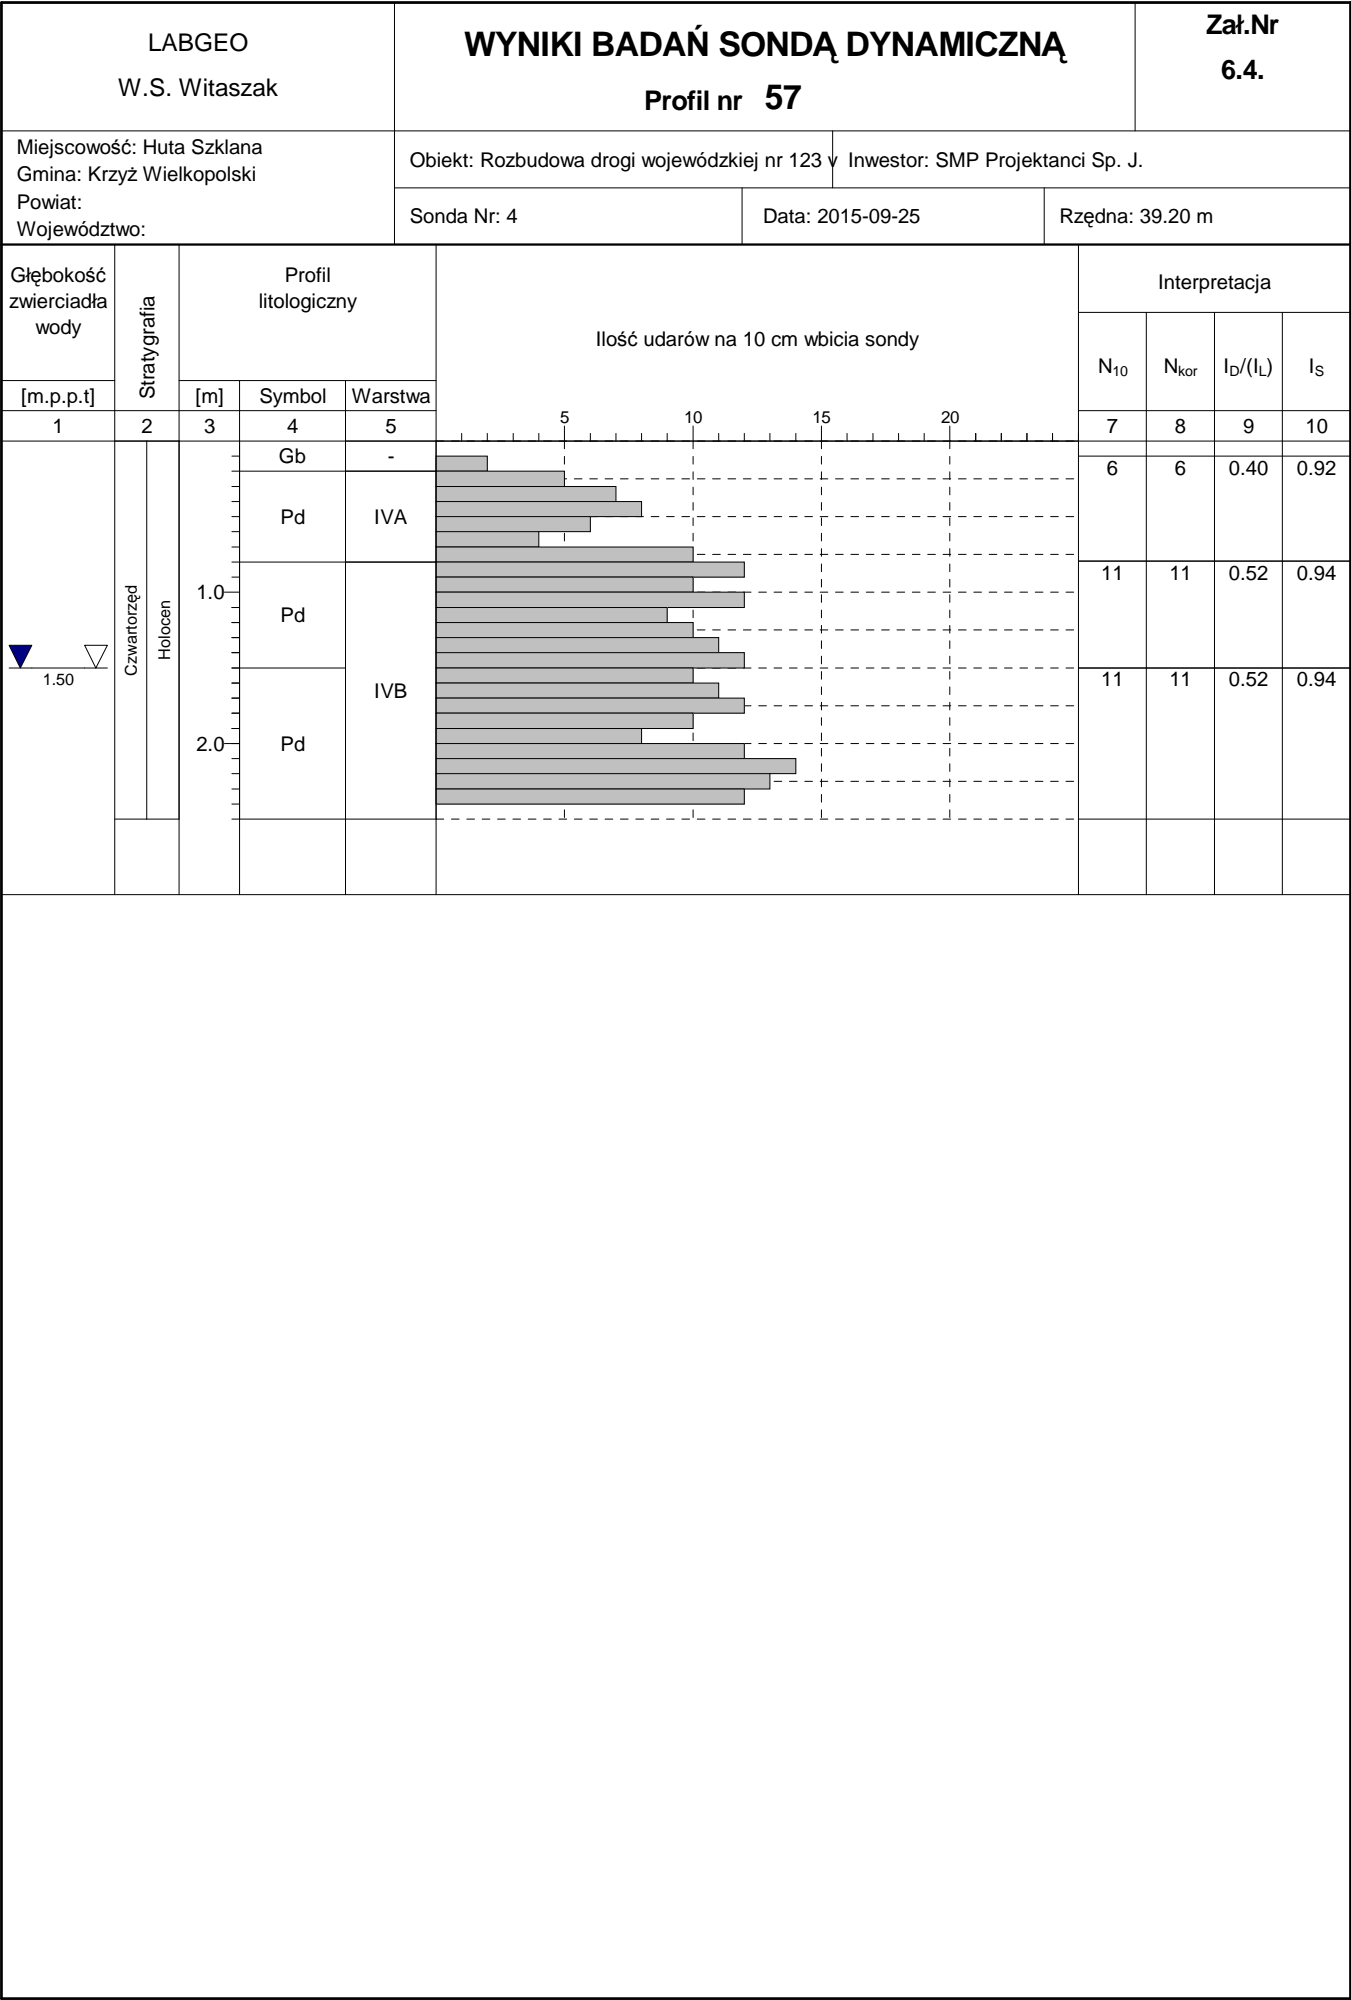 LABGEO
W.S. Witaszak
WYNIKI BADAŃ SONDĄ DYNAMICZNĄ
Profil nr 57
Zał.Nr
6.4.
Miejscowość: Huta Szklana
Gmina: Krzyż Wielkopolski
Powiat:
Województwo:
Obiekt: Rozbudowa drogi wojewódzkiej nr 123 v
Inwestor: SMP Projektanci Sp. J.
Sonda Nr: 4
Data: 2015-09-25
Rzędna: 39.20 m
Głębokość
zwierciadła
wody
[m.p.p.t]
Stratygrafia
Profil
litologiczny
[m] Symbol Warstwa
Ilość udarów na 10 cm wbicia sondy
Interpretacja
N10 Nkor ID/(IL) IS
5 10 15 20
1 2 3 4 5 7 8 9 10
Gb -
6 6 0.40 0.92
Pd IVA
11 11 0.52 0.94
1.0
Pd
Czwartorzęd
Holocen
1.50
11 11 0.52 0.94
IVB
2.0 Pd